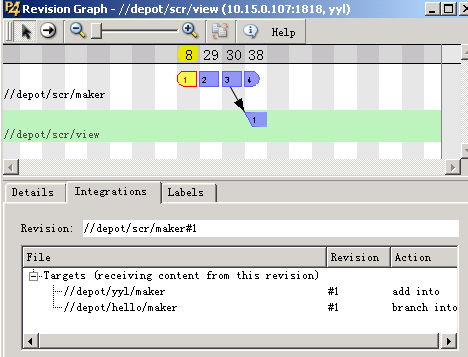 P4 Revision Graph - //depot/scr/view (10.15.0.107:1818, yyl)
Help
8 29 30 38
1 2 3 4
//depot/scr/maker
1
//depot/scr/view
Details Integrations Labels
Revision: //depot/scr/maker#1
File Revision Action
Targets (receiving content from this revision)
//depot/yyl/maker #1 add into
//depot/hello/maker #1 branch into